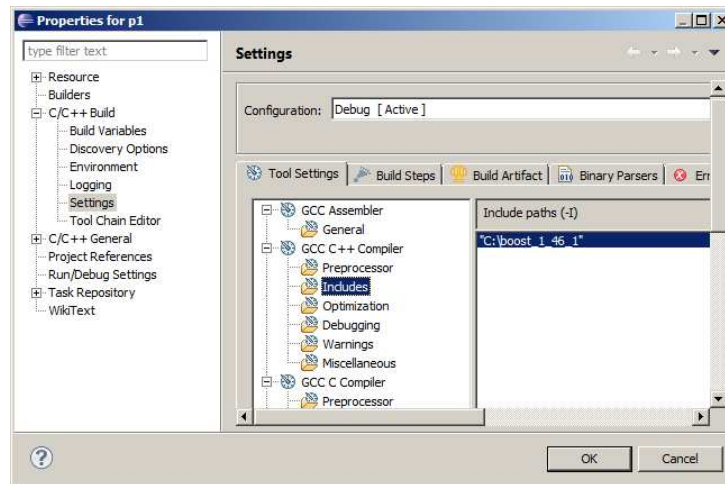 Properties for p1
type filter text
Resource
Builders
C/C++ Build
Build Variables
Discovery Options
Environment
Logging
Settings
Tool Chain Editor
C/C++ General
Project References
Run/Debug Settings
Task Repository
WikiText
Settings
Configuration: Debug [ Active ]
Tool Settings Build Steps Build Artifact Binary Parsers Err
GCC Assembler
General
GCC C++ Compiler
Preprocessor
Includes
Optimization
Debugging
Warnings
Miscellaneous
GCC C Compiler
Preprocessor
Include paths (-I)
"C:\boost_1_46_1"
OK Cancel